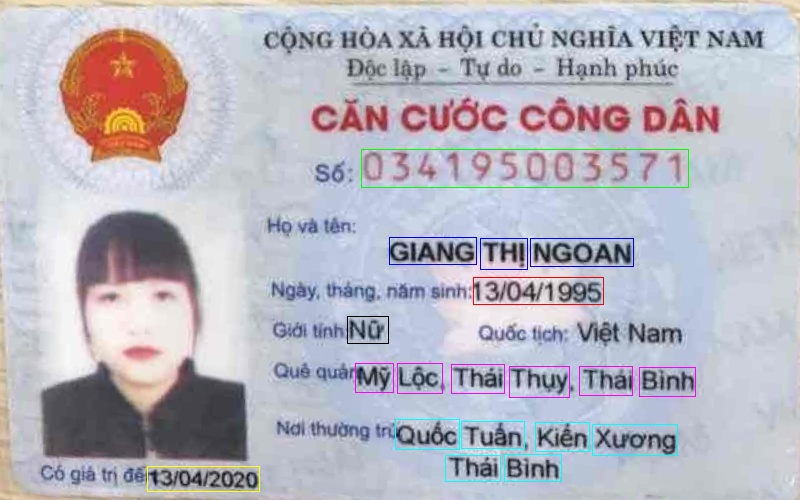 CỘNG HÒA XÃ HỘI CHỦ NGHĨA VIỆT NAM
Độc lập - Tự do - Hạnh phúc
CĂN CƯỚC CÔNG DÂN
Số: 034195003571
Họ và tên:
GIANG THỊ NGOAN
Ngày, tháng, năm sinh: 13/04/1995
Giới tính: Nữ Quốc tịch: Việt Nam
Quê quán Mỹ Lộc, Thái Thụy, Thái Bình
Nơi thường trú: Quốc Tuấn, Kiến Xương
Thái Bình
Có giá trị đế 13/04/2020